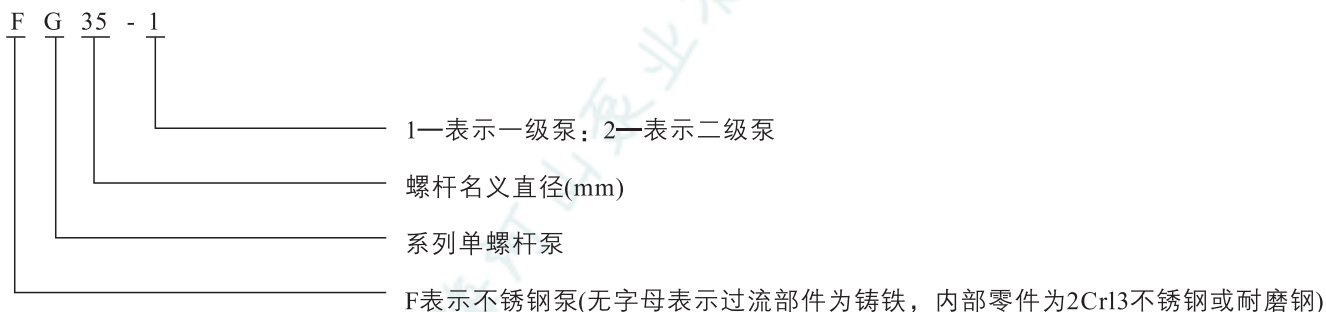 F G 35 - 1
1—表示一级泵；2—表示二级泵
螺杆名义直径(mm)
系列单螺杆泵
F表示不锈钢泵(无字母表示过流部件为铸铁，内部零件为2Crl3不锈钢或耐磨钢)